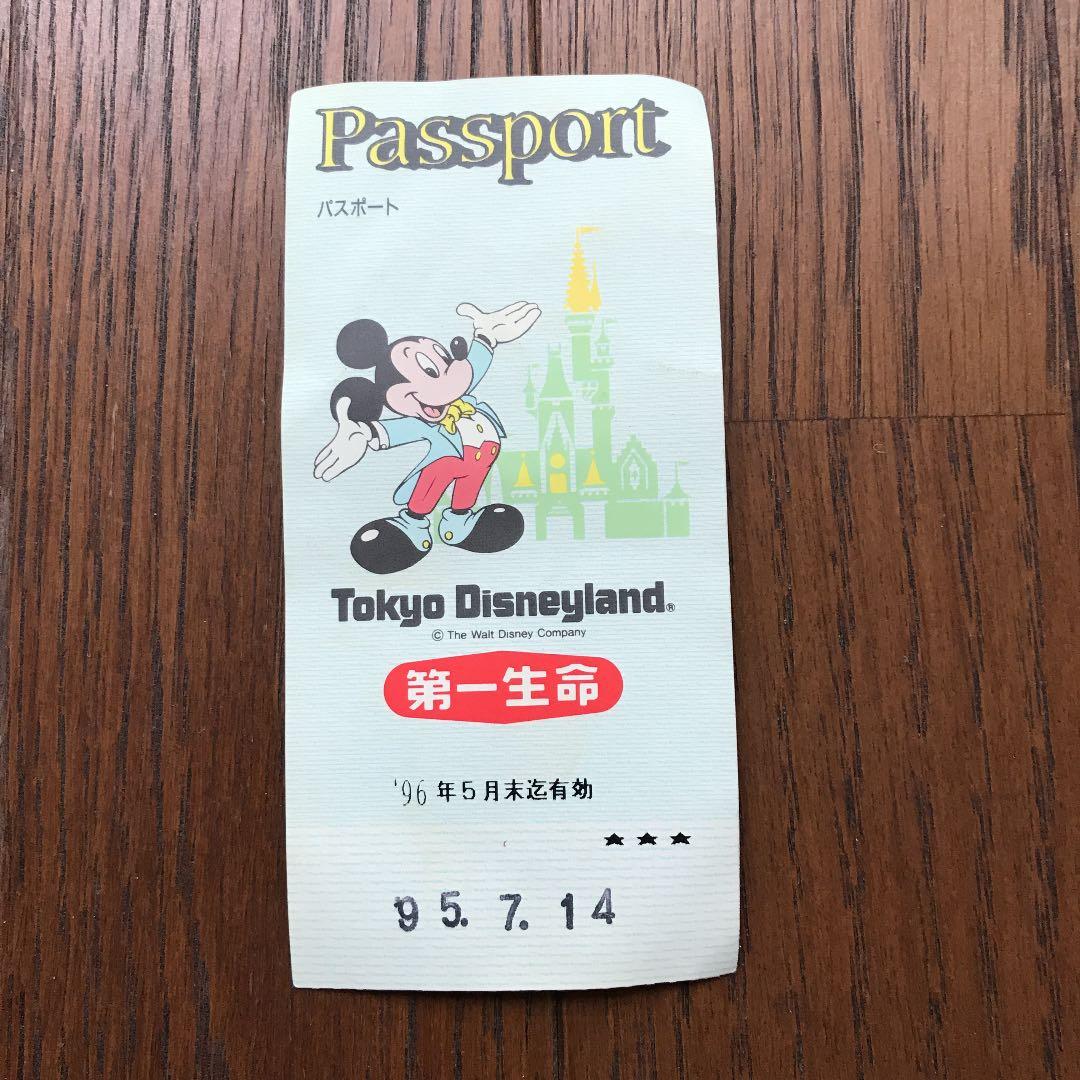 Passport
パスポート
Tokyo Disneyland®
© The Walt Disney Company
第一生命
'96年5月末迄有効
★★★
95.7.14